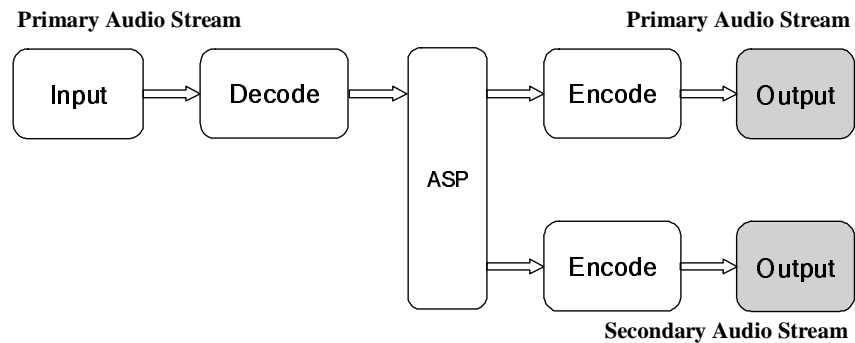 Primary Audio Stream
Primary Audio Stream
Input
Decode
ASP
Encode
Output
Encode
Output
Secondary Audio Stream